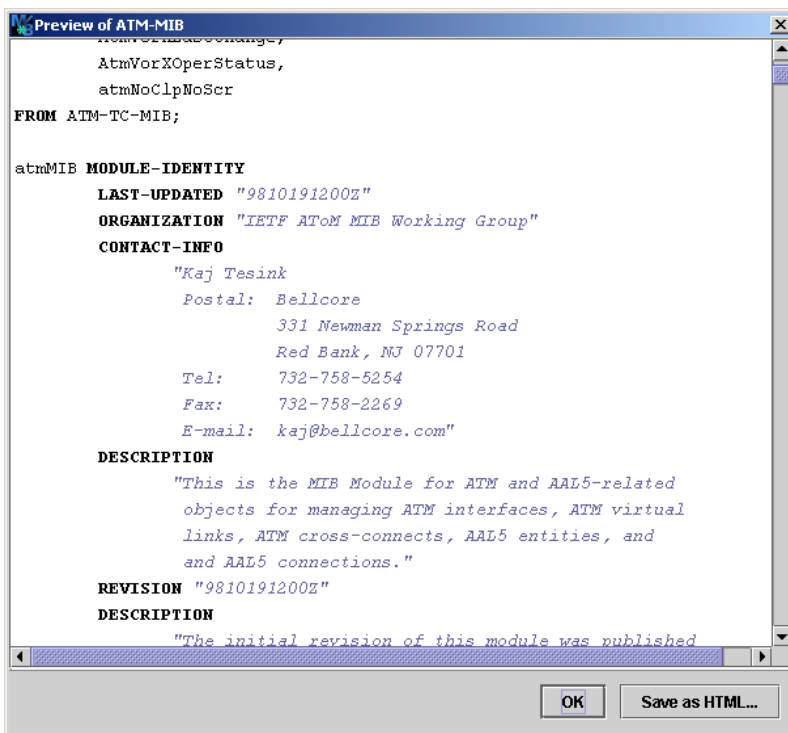 Preview of ATM-MIB
AtmVorXOperStatus,
atmNoClpNoScr
FROM ATM-TC-MIB;
atmMIB MODULE-IDENTITY
LAST-UPDATED "9810191200Z"
ORGANIZATION "IETF AToM MIB Working Group"
CONTACT-INFO
"Kaj Tesink
Postal: Bellcore
331 Newman Springs Road
Red Bank, NJ 07701
Tel: 732-758-5254
Fax: 732-758-2269
E-mail: kaj@bellcore.com"
DESCRIPTION
"This is the MIB Module for ATM and AAL5-related
objects for managing ATM interfaces, ATM virtual
links, ATM cross-connects, AAL5 entities, and
and AAL5 connections."
REVISION "9810191200Z"
DESCRIPTION
"The initial revision of this module was published
OK
Save as HTML...